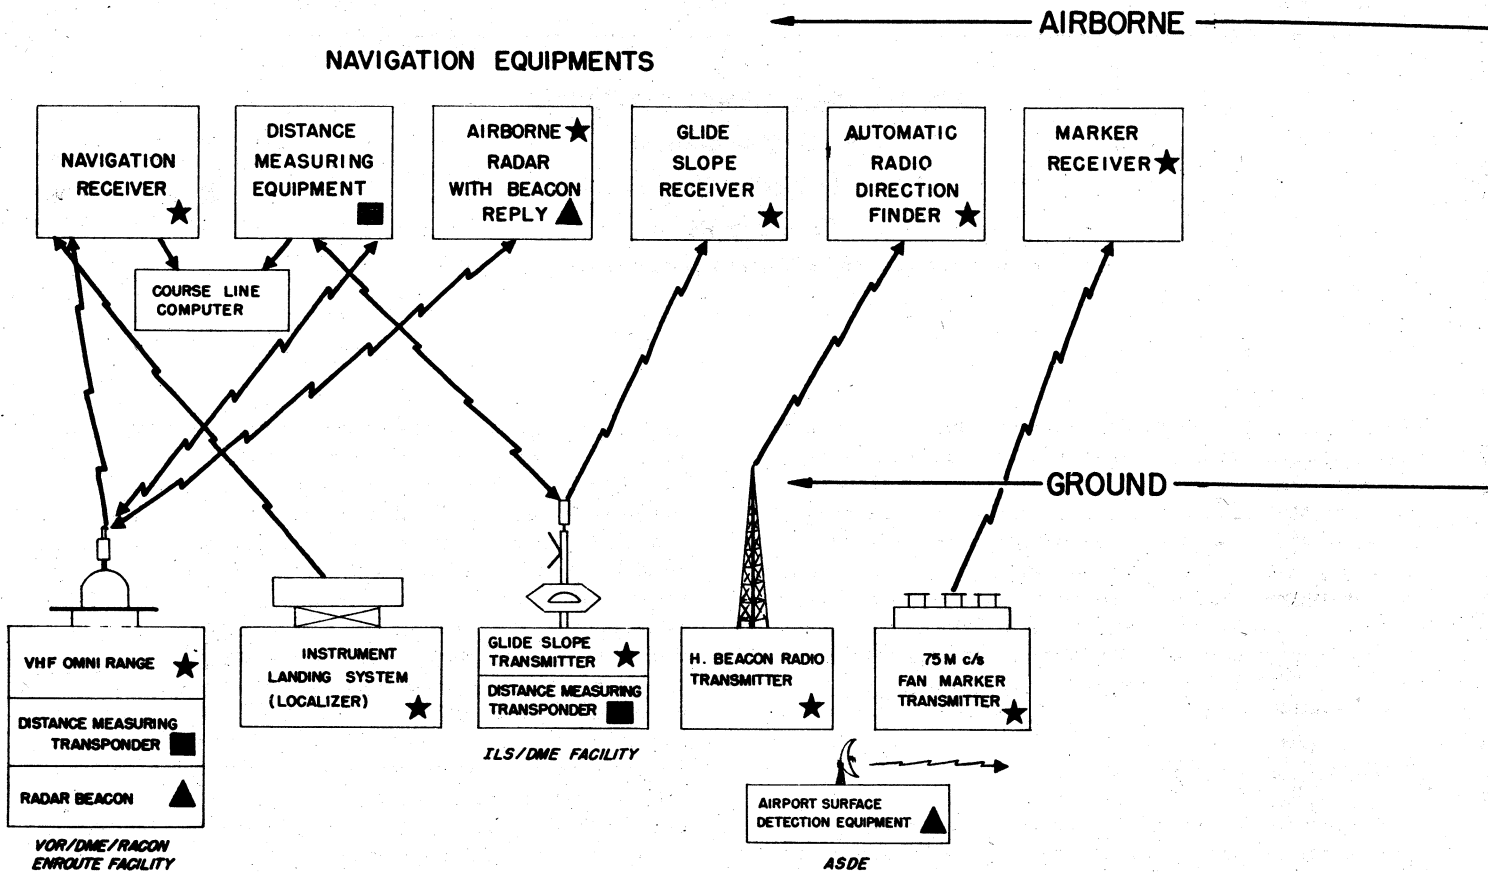 AIRBORNE
NAVIGATION EQUIPMENTS
NAVIGATION
RECEIVER
DISTANCE
MEASURING
EQUIPMENT
AIRBORNE
RADAR
WITH BEACON
REPLY
GLIDE
SLOPE
RECEIVER
AUTOMATIC
RADIO
DIRECTION
FINDER
MARKER
RECEIVER
COURSE LINE
COMPUTER
GROUND
VHF OMNI RANGE
DISTANCE MEASURING
TRANSPONDER
RADAR BEACON
VOR/DME/RACON
ENROUTE FACILITY
INSTRUMENT
LANDING SYSTEM
(LOCALIZER)
GLIDE SLOPE
TRANSMITTER
DISTANCE MEASURING
TRANSPONDER
ILS/DME FACILITY
H. BEACON RADIO
TRANSMITTER
75 M c/s
FAN MARKER
TRANSMITTER
AIRPORT SURFACE
DETECTION EQUIPMENT
ASDE